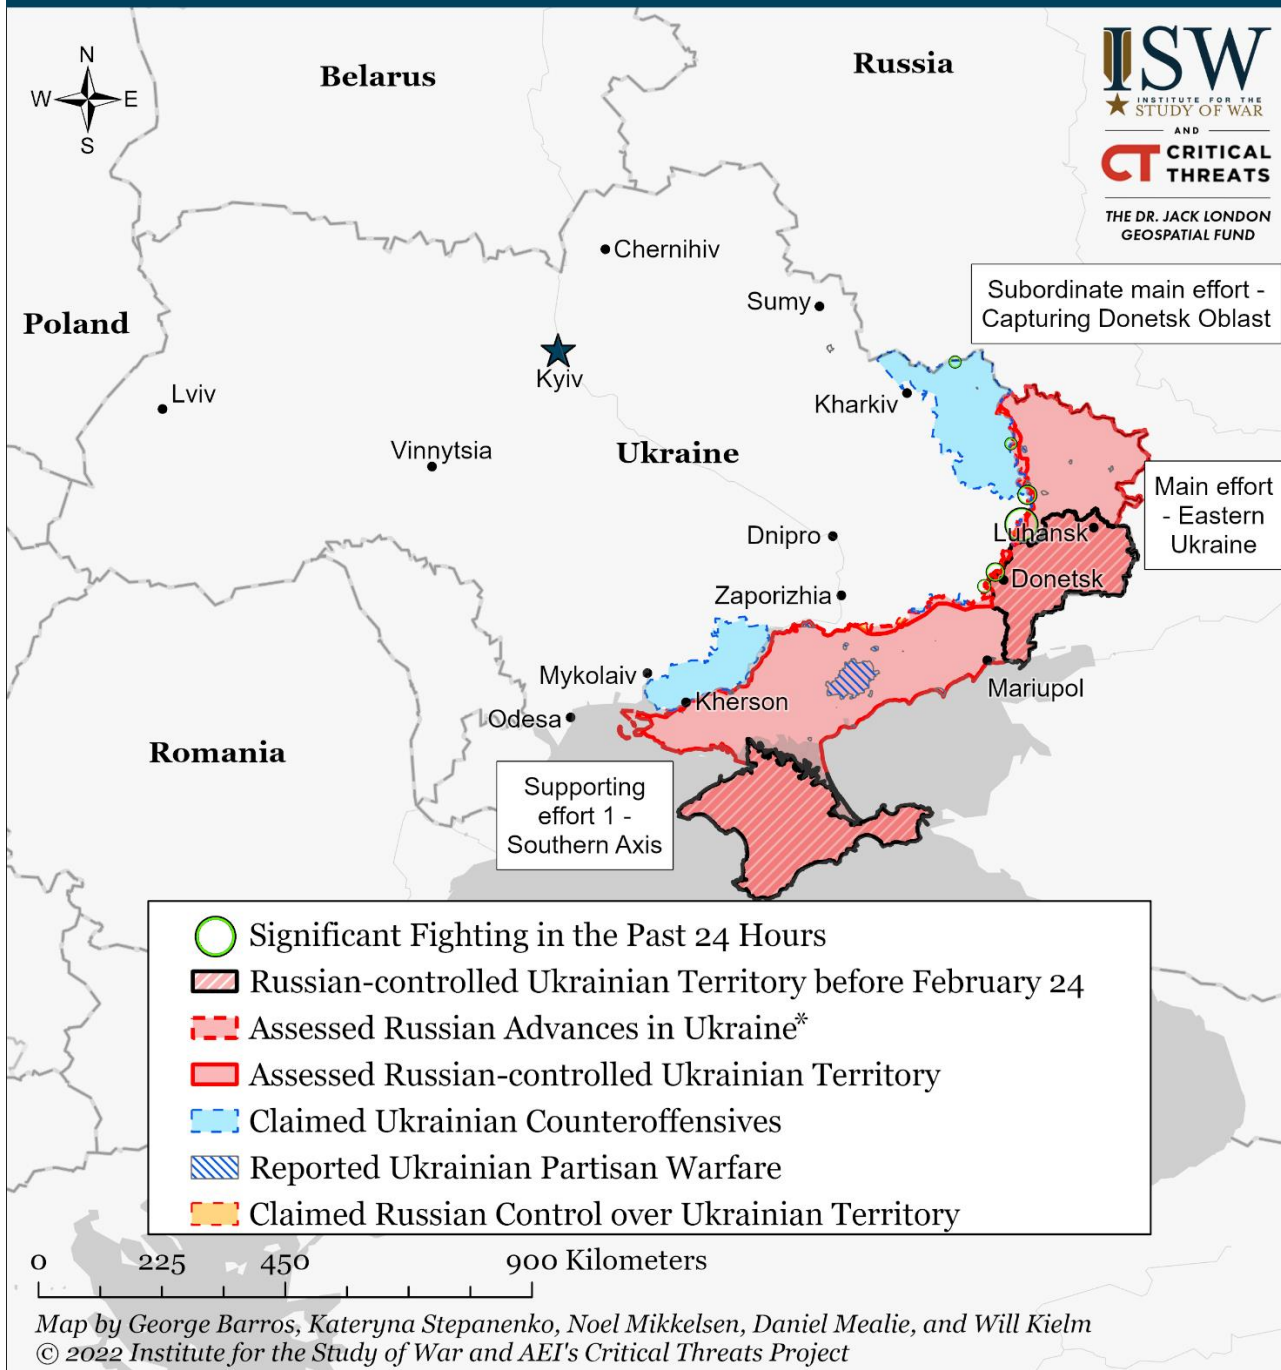 N
W
E
S
Belarus
Russia
ISW
INSTITUTE FOR THE
STUDY OF WAR
AND
CT CRITICAL
THREATS
THE DR. JACK LONDON
GEOSPATIAL FUND
Chernihiv
Subordinate main effort -
Capturing Donetsk Oblast
Sumy
Poland
Kyiv
Lviv
Kharkiv
Vinnytsia
Ukraine
Main effort
- Eastern
Ukraine
Dnipro
Luhansk
Donetsk
Zaporizhia
Mykolaiv
Mariupol
Kherson
Odesa
Romania
Supporting
effort 1 -
Southern Axis
Significant Fighting in the Past 24 Hours
Russian-controlled Ukrainian Territory before February 24
Assessed Russian Advances in Ukraine*
Assessed Russian-controlled Ukrainian Territory
Claimed Ukrainian Counteroffensives
Reported Ukrainian Partisan Warfare
Claimed Russian Control over Ukrainian Territory
0 225 450 900 Kilometers
Map by George Barros, Kateryna Stepanenko, Noel Mikkelsen, Daniel Mealie, and Will Kielm
© 2022 Institute for the Study of War and AEI's Critical Threats Project